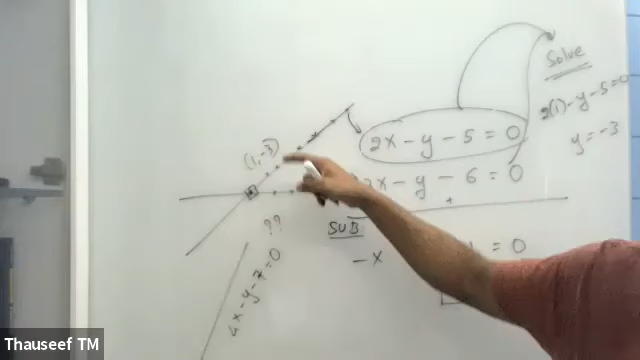 Solve
2(1)-y-5=0
y=-3
(1,-3)
2x-y-5=0
3x-y-6=0
??
SUB
-x
= 0
4x-y-7=0
Thauseef TM